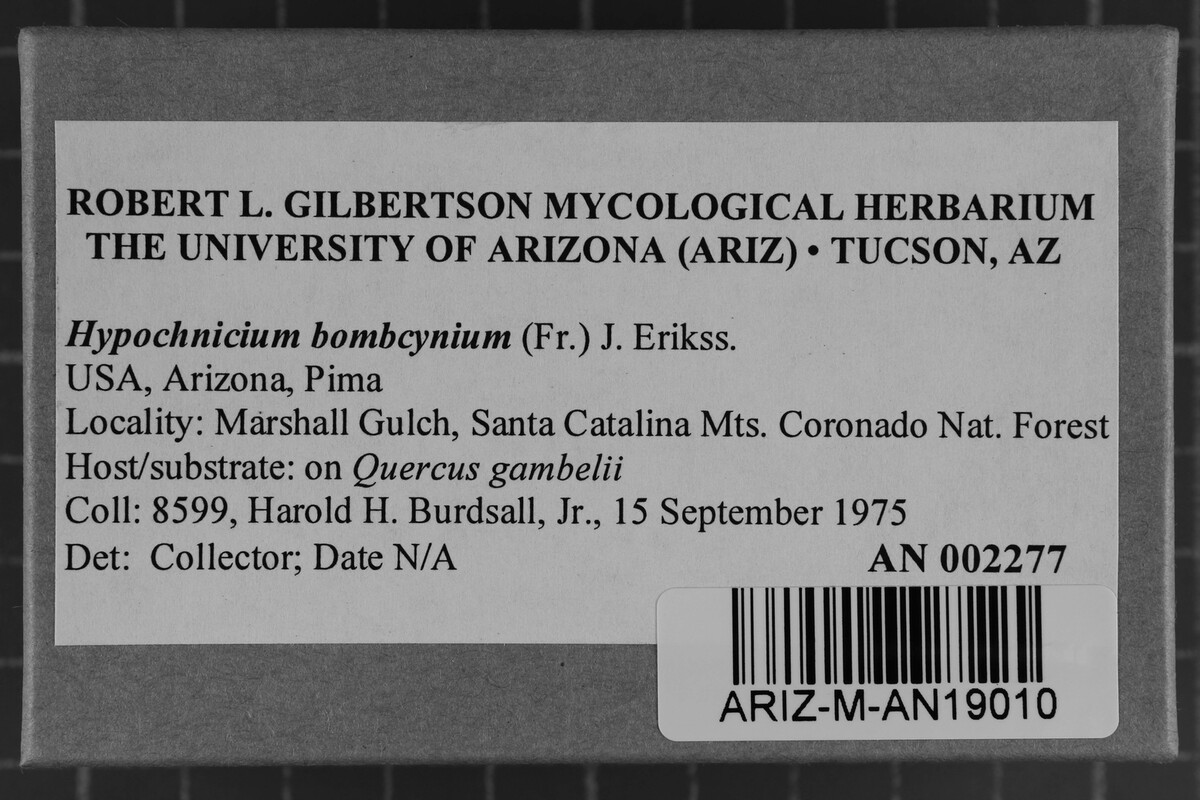 ROBERT L. GILBERTSON MYCOLOGICAL HERBARIUM
THE UNIVERSITY OF ARIZONA (ARIZ) • TUCSON, AZ
Hypochnicium bombcynium (Fr.) J. Erikss.
USA, Arizona, Pima
Locality: Marshall Gulch, Santa Catalina Mts. Coronado Nat. Forest
Host/substrate: on Quercus gambelii
Coll: 8599, Harold H. Burdsall, Jr., 15 September 1975
Det: Collector; Date N/A AN 002277
ARIZ-M-AN19010